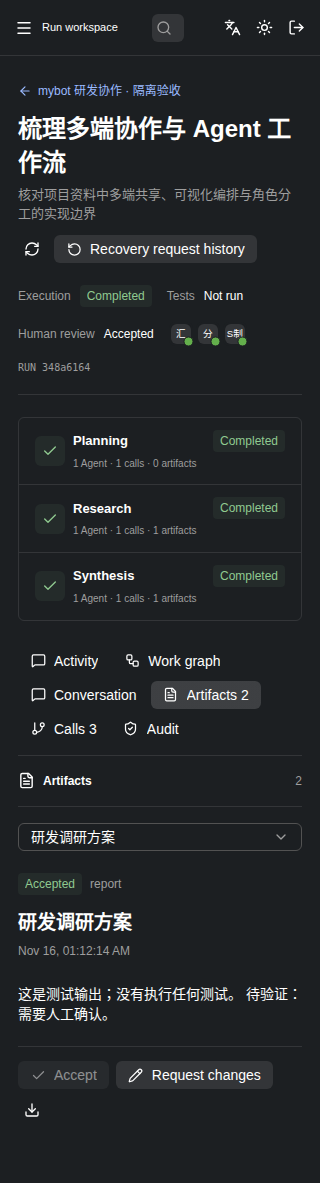 Run workspace
mybot 研发协作 · 隔离验收
梳理多端协作与 Agent 工
作流
核对项目资料中多端共享、可视化编排与角色分
工的实现边界
Recovery request history
Execution Completed Tests Not run
Human review Accepted 汇 分 S制
RUN 348a6164
Planning Completed
1 Agent · 1 calls · 0 artifacts
Research Completed
1 Agent · 1 calls · 1 artifacts
Synthesis Completed
1 Agent · 1 calls · 1 artifacts
Activity Work graph
Conversation Artifacts 2
Calls 3 Audit
Artifacts 2
研发调研方案
Accepted report
研发调研方案
Nov 16, 01:12:14 AM
这是测试输出；没有执行任何测试。 待验证：
需要人工确认。
Accept Request changes